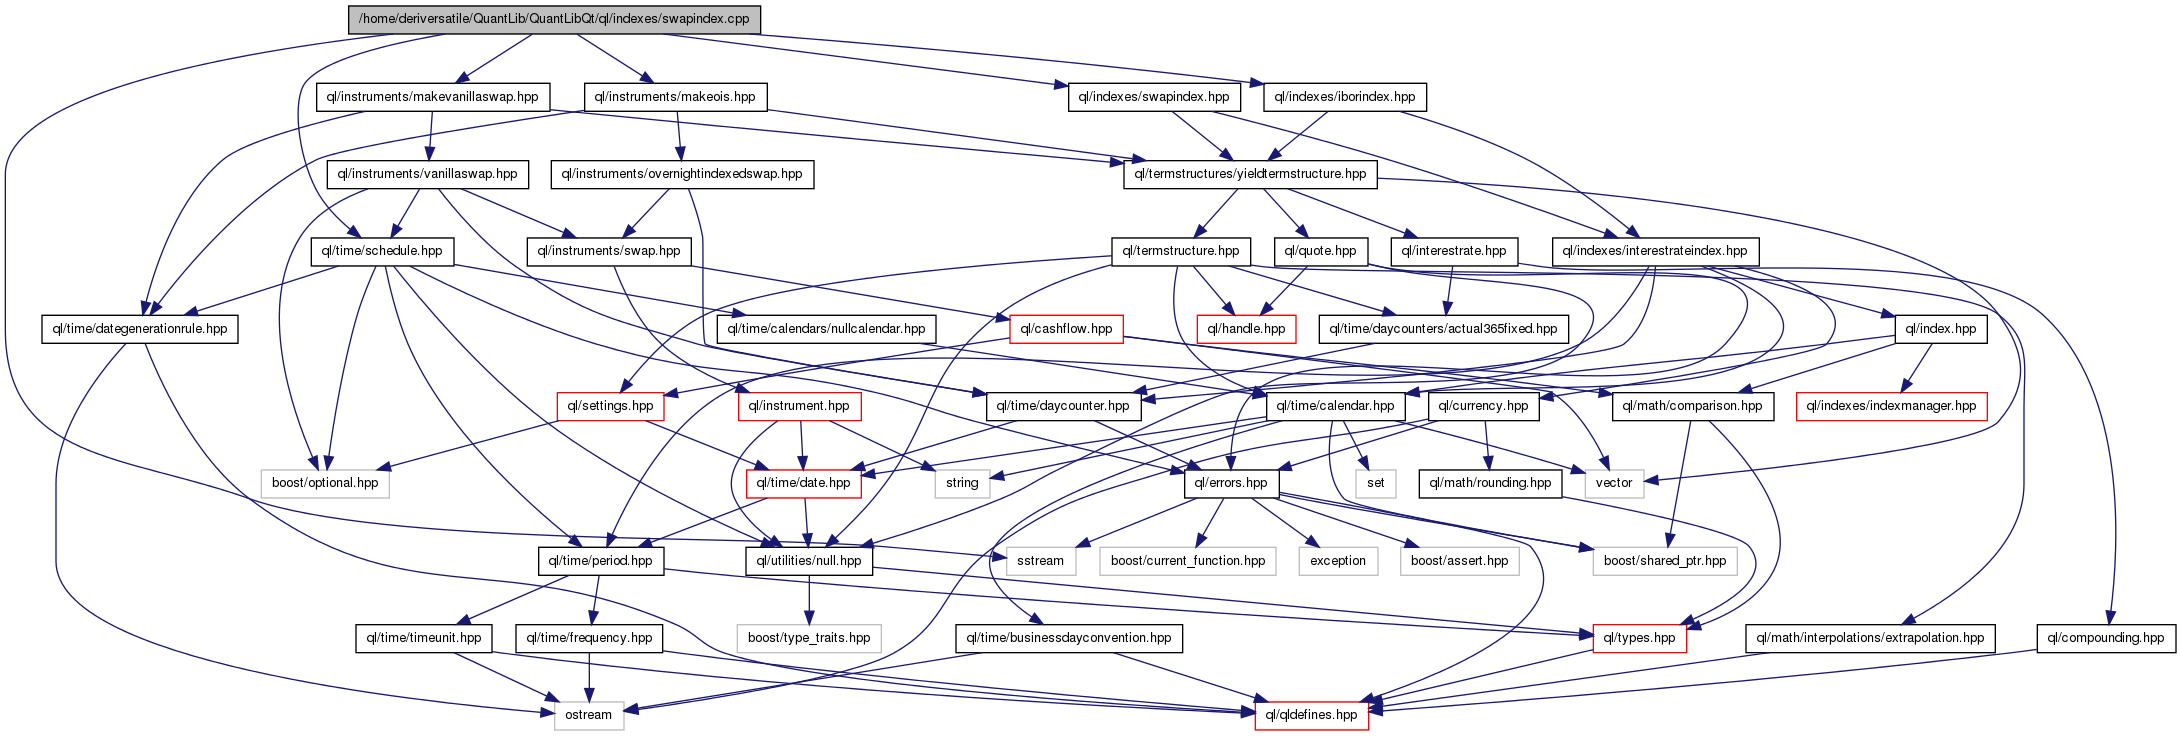 /home/deriversatile/QuantLib/QuantLibQt/ql/indexes/swapindex.cpp
ql/instruments/makevanillaswap.hpp
ql/instruments/makeois.hpp
ql/indexes/swapindex.hpp
ql/indexes/iborindex.hpp
ql/instruments/vanillaswap.hpp
ql/instruments/overnightindexedswap.hpp
ql/termstructures/yieldtermstructure.hpp
ql/time/schedule.hpp
ql/instruments/swap.hpp
ql/termstructure.hpp
ql/quote.hpp
ql/interestrate.hpp
ql/indexes/interestrateindex.hpp
ql/time/dategenerationrule.hpp
ql/time/calendars/nullcalendar.hpp
ql/cashflow.hpp
ql/handle.hpp
ql/time/daycounters/actual365fixed.hpp
ql/index.hpp
ql/settings.hpp
ql/instrument.hpp
ql/time/daycounter.hpp
ql/time/calendar.hpp
ql/currency.hpp
ql/math/comparison.hpp
ql/indexes/indexmanager.hpp
boost/optional.hpp
ql/time/date.hpp
string
ql/errors.hpp
set
ql/math/rounding.hpp
vector
ql/time/period.hpp
ql/utilities/null.hpp
sstream
boost/current_function.hpp
exception
boost/assert.hpp
boost/shared_ptr.hpp
ql/time/timeunit.hpp
ql/time/frequency.hpp
boost/type_traits.hpp
ql/time/businessdayconvention.hpp
ql/types.hpp
ql/math/interpolations/extrapolation.hpp
ql/compounding.hpp
ostream
ql/qldefines.hpp